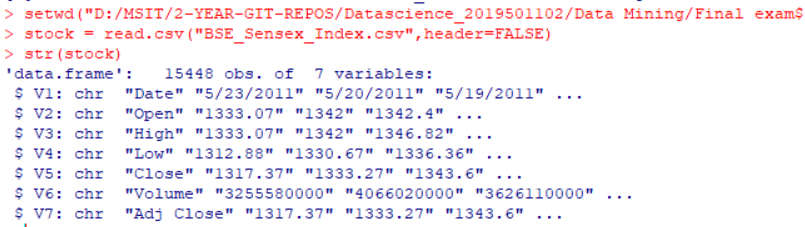 > setwd("D:/MSIT/2-YEAR-GIT-REPOS/Datascience_2019501102/Data Mining/Final exam$
> stock = read.csv("BSE_Sensex_Index.csv",header=FALSE)
> str(stock)
'data.frame':   15448 obs. of  7 variables:
 $ V1: chr  "Date" "5/23/2011" "5/20/2011" "5/19/2011" ...
 $ V2: chr  "Open" "1333.07" "1342" "1342.4" ...
 $ V3: chr  "High" "1333.07" "1342" "1346.82" ...
 $ V4: chr  "Low" "1312.88" "1330.67" "1336.36" ...
 $ V5: chr  "Close" "1317.37" "1333.27" "1343.6" ...
 $ V6: chr  "Volume" "3255580000" "4066020000" "3626110000" ...
 $ V7: chr  "Adj Close" "1317.37" "1333.27" "1343.6" ...